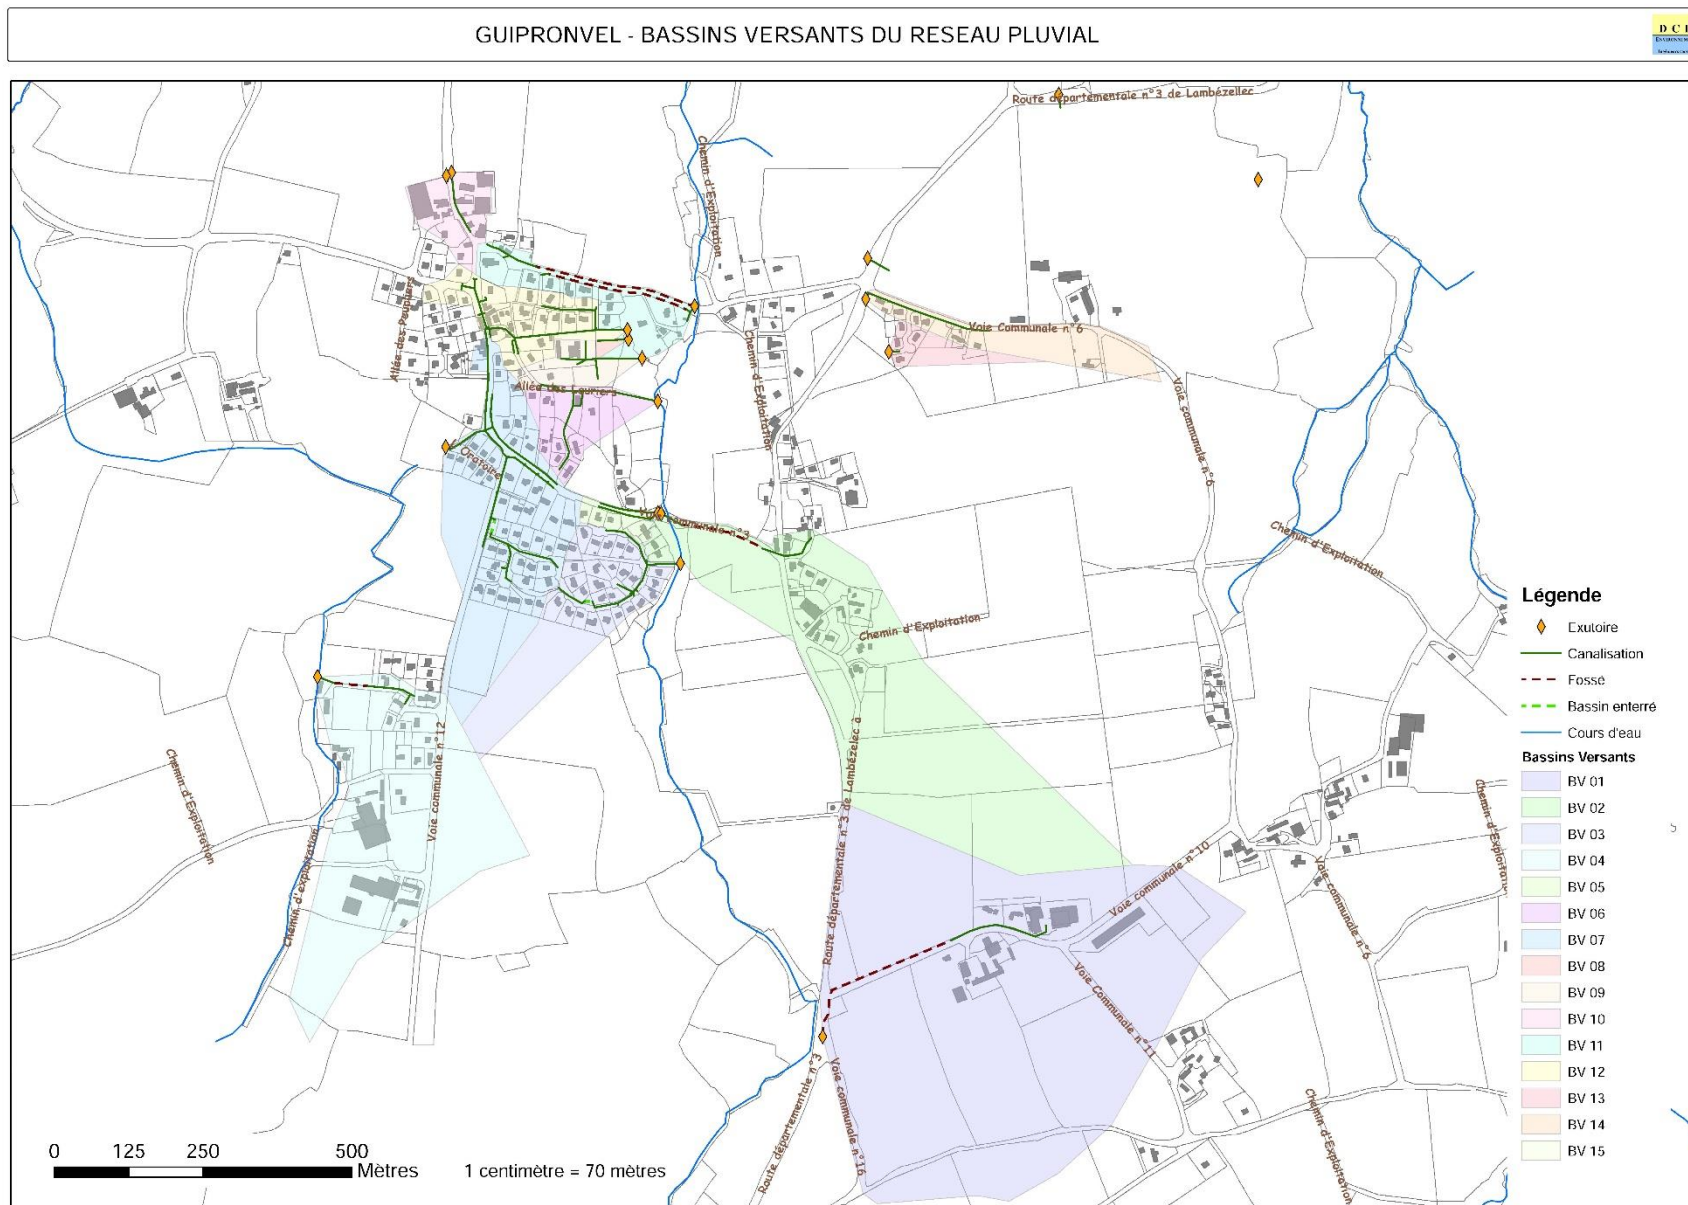 GUIPRONVEL - BASSINS VERSANTS DU RESEAU PLUVIAL
D C I
Route départementale n°3 de Lambézellec
Chemin d'Exploitation
Allée des Peupliers
Chemin d'Exploitation
Voie Communale n°6
Allée des Lauriers
Voie communale n°6
Oratoire
Voie communale n°3
Chemin d'Exploitation
Chemin d'Exploitation
Chemin d'Exploitation
Voie communale n°12
Chemin d'exploitation
Route départementale n°3 de Lambézelec à
Voie communale n°10
Voie communale n°6
Chemin d'Exploitation
Voie Communale n°11
Route départementale n°3
Voie communale n°16
Chemin d'Exploitation
Légende
Exutoire
Canalisation
Fossé
Bassin enterré
Cours d'eau
Bassins Versants
BV 01
BV 02
BV 03
BV 04
BV 05
BV 06
BV 07
BV 08
BV 09
BV 10
BV 11
BV 12
BV 13
BV 14
BV 15
S
0 125 250 500
Mètres
1 centimètre = 70 mètres